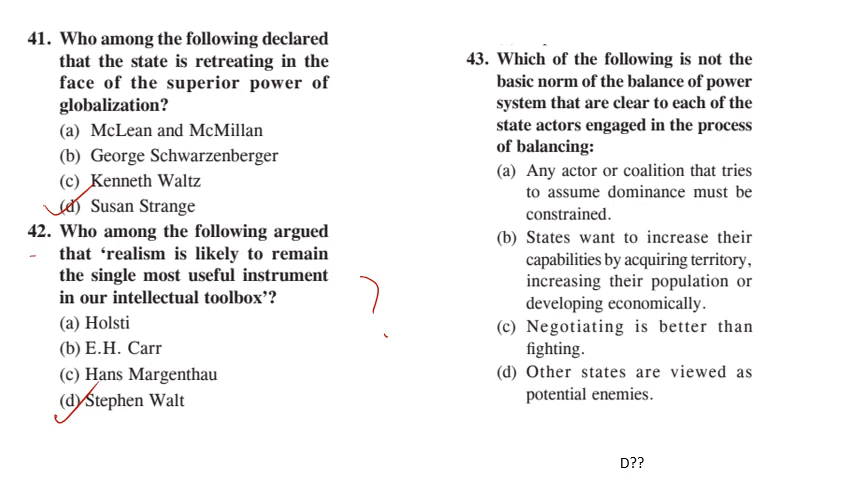 41. Who among the following declared
that the state is retreating in the
face of the superior power of
globalization?
(a) McLean and McMillan
(b) George Schwarzenberger
(c) Kenneth Waltz
(d) Susan Strange
42. Who among the following argued
that ‘realism is likely to remain
the single most useful instrument
in our intellectual toolbox’?
(a) Holsti
(b) E.H. Carr
(c) Hans Margenthau
(d) Stephen Walt
?
43. Which of the following is not the
basic norm of the balance of power
system that are clear to each of the
state actors engaged in the process
of balancing:
(a) Any actor or coalition that tries
to assume dominance must be
constrained.
(b) States want to increase their
capabilities by acquiring territory,
increasing their population or
developing economically.
(c) Negotiating is better than
fighting.
(d) Other states are viewed as
potential enemies.
D??